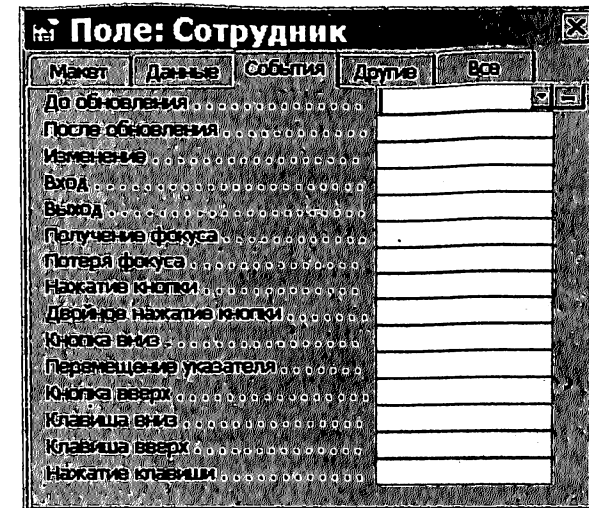 Поле: Сотрудник
Макет Данные События Другие Все
До обновления
После обновления
Изменение
Вход
Выход
Получение фокуса
Потеря фокуса
Нажатие кнопки
Двойное нажатие кнопки
Кнопка вниз
Перемещение указателя
Кнопка вверх
Клавиша вниз
Клавиша вверх
Нажатие клавиши